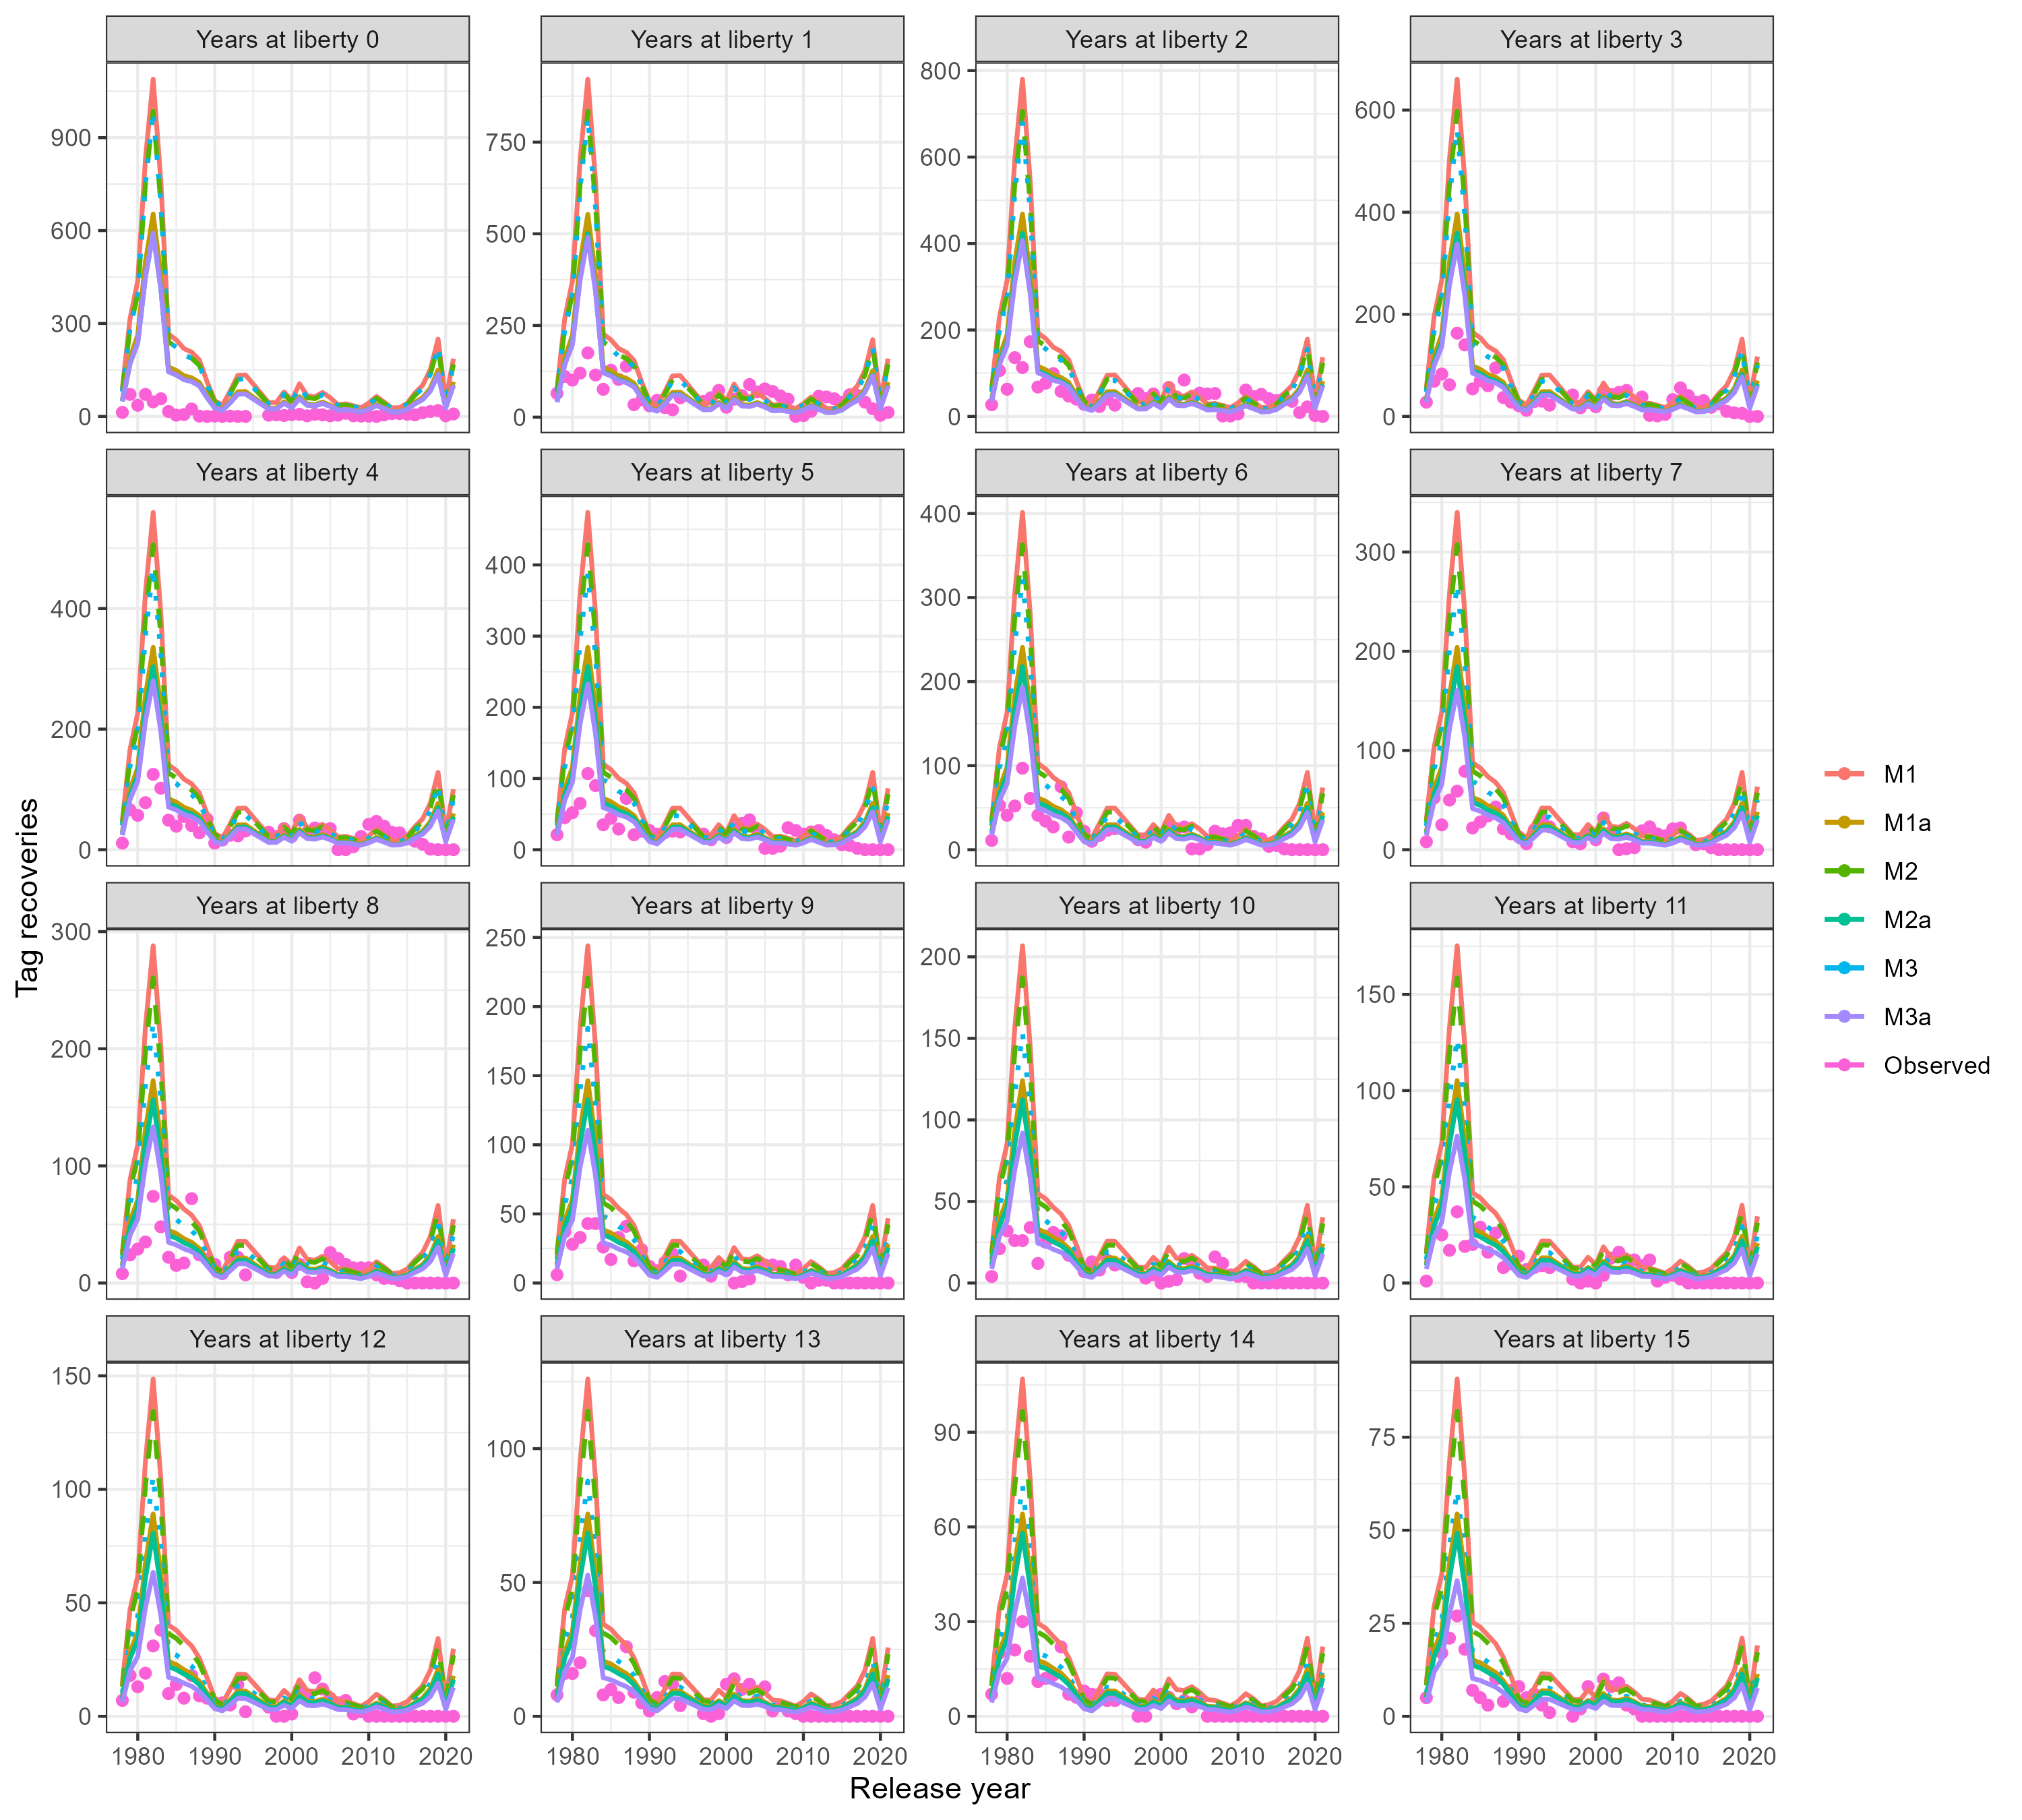 Years at liberty 0
Years at liberty 1
Years at liberty 2
Years at liberty 3
900
600
300
0
750
500
250
0
800
600
400
200
0
600
400
200
0
Years at liberty 4
Years at liberty 5
Years at liberty 6
Years at liberty 7
400
200
0
400
300
200
100
0
400
300
200
100
0
300
200
100
0
Years at liberty 8
Years at liberty 9
Years at liberty 10
Years at liberty 11
300
200
100
0
250
200
150
100
50
0
200
150
100
50
0
150
100
50
0
Years at liberty 12
Years at liberty 13
Years at liberty 14
Years at liberty 15
150
100
50
0
100
50
0
90
60
30
0
75
50
25
0
1980 1990 2000 2010 2020
1980 1990 2000 2010 2020
1980 1990 2000 2010 2020
1980 1990 2000 2010 2020
Release year
Tag recoveries
M1
M1a
M2
M2a
M3
M3a
Observed